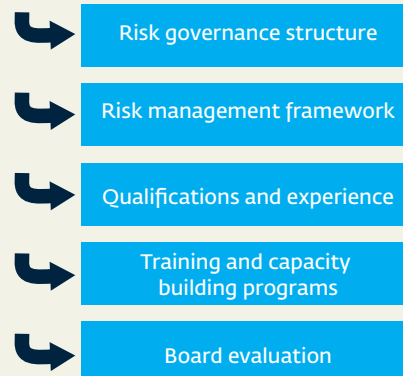 Risk governance structure
Risk management framework
Qualifications and experience
Training and capacity
building programs
Board evaluation